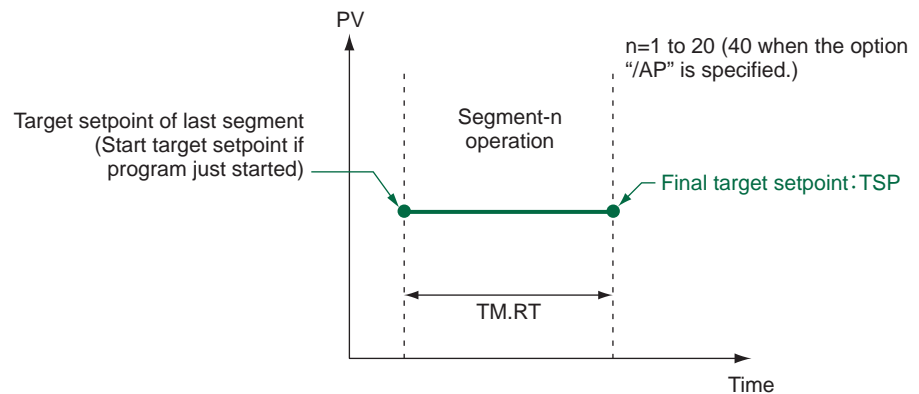 PV
n=1 to 20 (40 when the option
“/AP” is specified.)
Target setpoint of last segment
(Start target setpoint if
program just started)
Segment-n
operation
Final target setpoint：TSP
TM.RT
Time